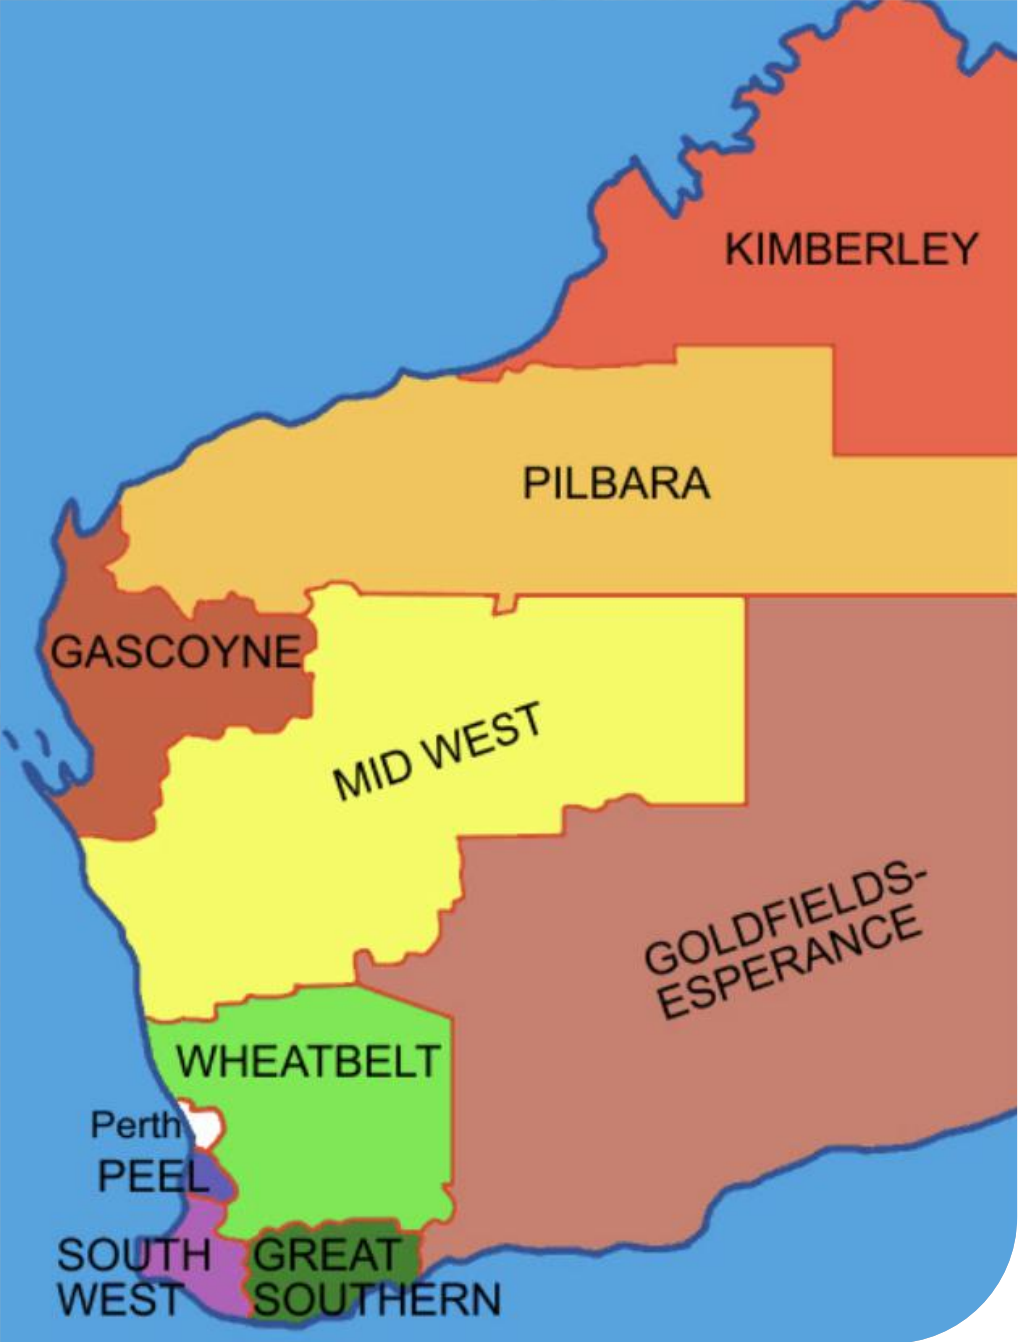 KIMBERLEY
PILBARA
GASCOYNE
MID WEST
GOLDFIELDS-
ESPERANCE
WHEATBELT
Perth
PEEL
SOUTH
WEST
GREAT
SOUTHERN